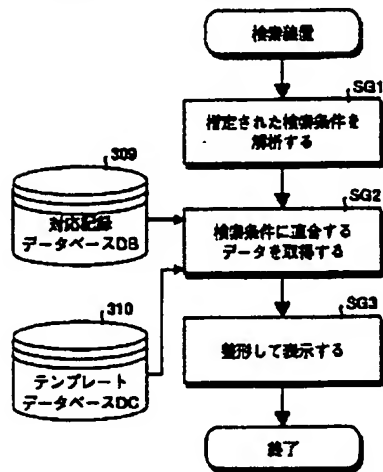 検索装置
SG1
指定された検索条件を
解析する
309
対応記録
データベースDB
SG2
検索条件に適合する
データを取得する
310
テンプレート
データベースDC
SG3
整形して表示する
終了